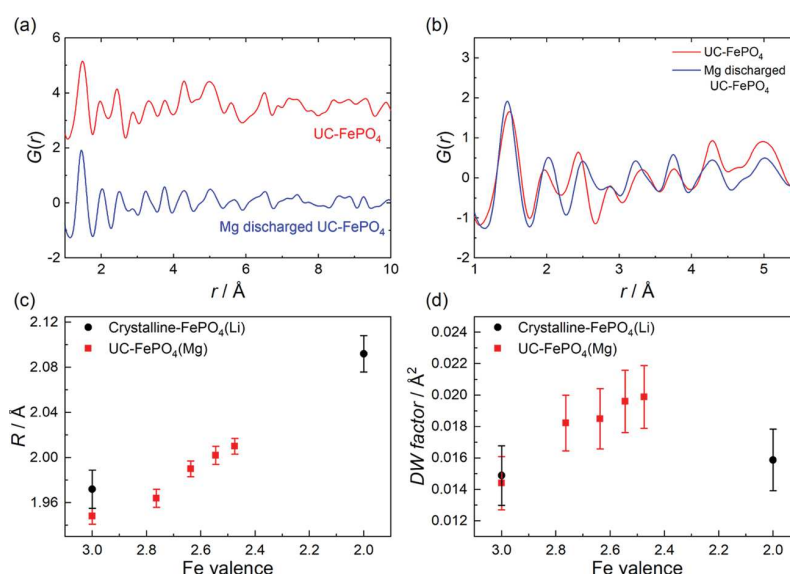 (a)
6
4
2
0
-2
G(r)
UC-FePO₄
Mg discharged UC-FePO₄
2
4
6
8
10
r / Å
(b)
3
2
1
0
-1
-2
G(r)
UC-FePO₄
Mg discharged
UC-FePO₄
1
2
3
4
5
r / Å
(c)
2.12
2.08
2.04
2.00
1.96
R / Å
Crystalline-FePO₄(Li)
UC-FePO₄(Mg)
3.0
2.8
2.6
2.4
2.2
2.0
Fe valence
(d)
0.024
0.022
0.020
0.018
0.016
0.014
0.012
DW factor / Å²
Crystalline-FePO₄(Li)
UC-FePO₄(Mg)
3.0
2.8
2.6
2.4
2.2
2.0
Fe valence